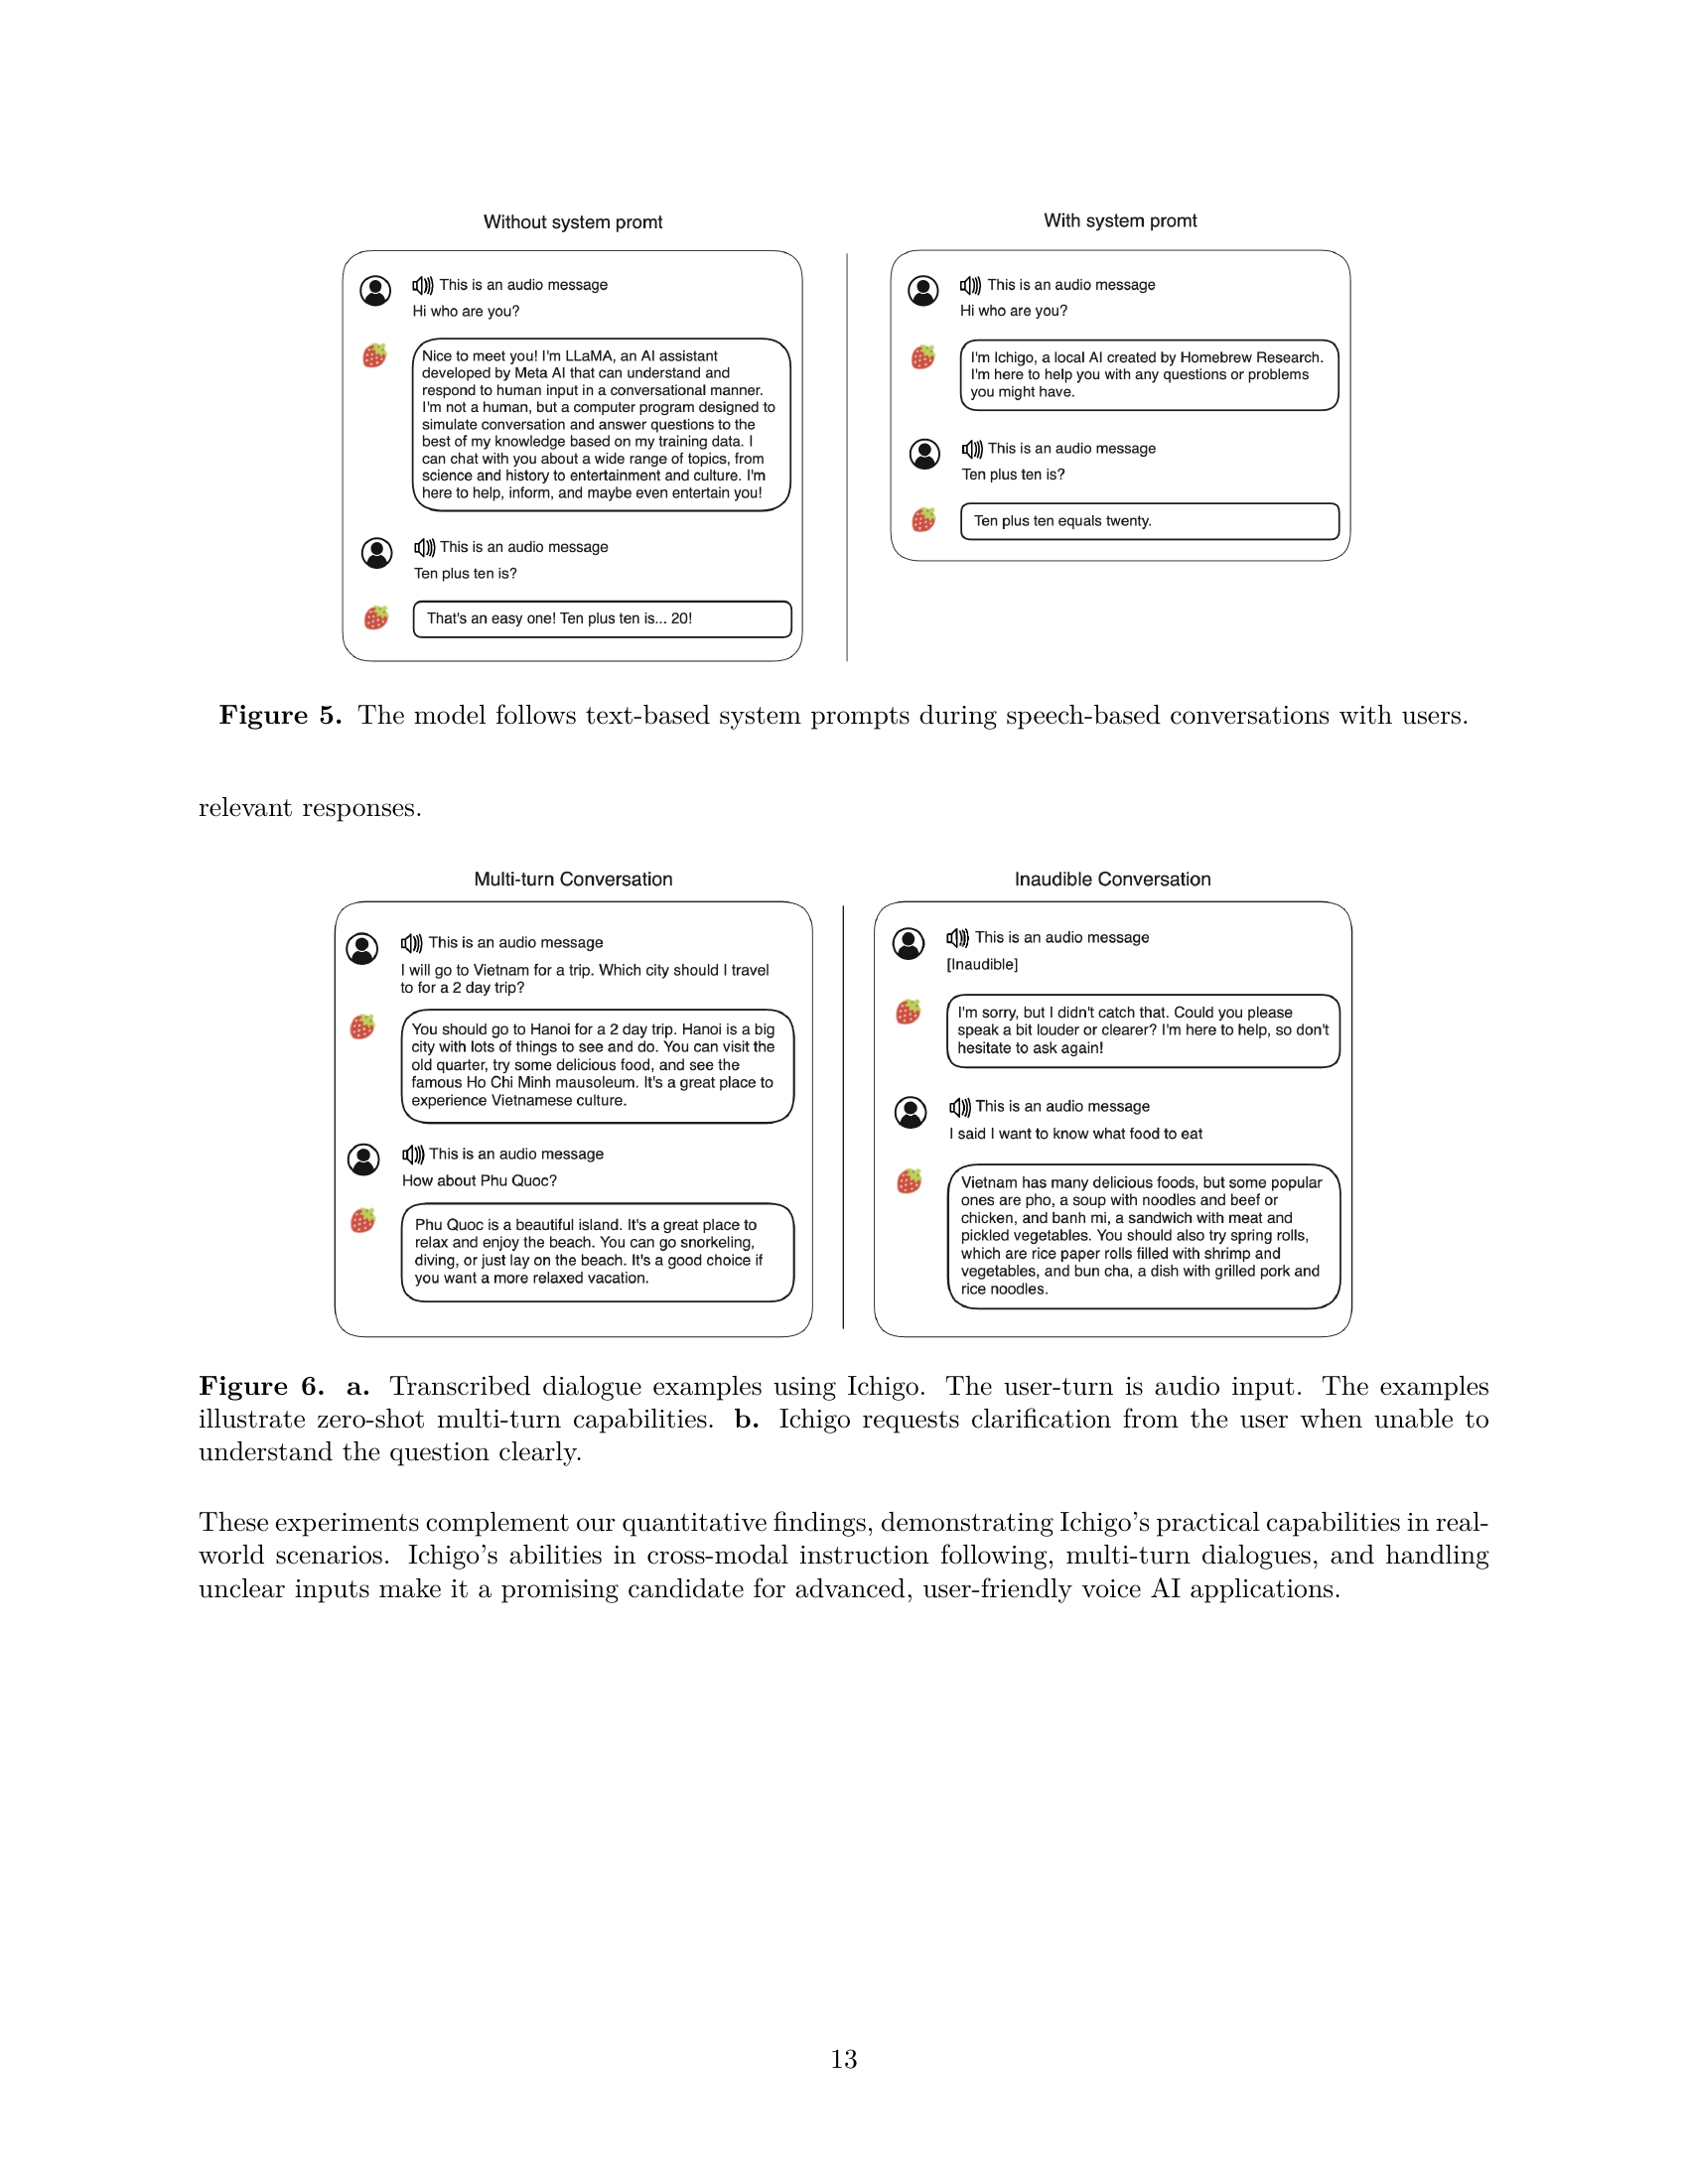 Without system promt
This is an audio message
Hi who are you?
Nice to meet you! I'm LLaMA, an AI assistant
developed by Meta AI that can understand and
respond to human input in a conversational manner.
I'm not a human, but a computer program designed to
simulate conversation and answer questions to the
best of my knowledge based on my training data. I
can chat with you about a wide range of topics, from
science and history to entertainment and culture. I'm
here to help, inform, and maybe even entertain you!
This is an audio message
Ten plus ten is?
That's an easy one! Ten plus ten is... 20!
With system promt
This is an audio message
Hi who are you?
I'm Ichigo, a local AI created by Homebrew Research.
I'm here to help you with any questions or problems
you might have.
This is an audio message
Ten plus ten is?
Ten plus ten equals twenty.
Figure 5. The model follows text-based system prompts during speech-based conversations with users.
relevant responses.
Multi-turn Conversation
This is an audio message
I will go to Vietnam for a trip. Which city should I travel
to for a 2 day trip?
You should go to Hanoi for a 2 day trip. Hanoi is a big
city with lots of things to see and do. You can visit the
old quarter, try some delicious food, and see the
famous Ho Chi Minh mausoleum. It's a great place to
experience Vietnamese culture.
This is an audio message
How about Phu Quoc?
Phu Quoc is a beautiful island. It's a great place to
relax and enjoy the beach. You can go snorkeling,
diving, or just lay on the beach. It's a good choice if
you want a more relaxed vacation.
Inaudible Conversation
This is an audio message
[Inaudible]
I'm sorry, but I didn't catch that. Could you please
speak a bit louder or clearer? I'm here to help, so don't
hesitate to ask again!
This is an audio message
I said I want to know what food to eat
Vietnam has many delicious foods, but some popular
ones are pho, a soup with noodles and beef or
chicken, and banh mi, a sandwich with meat and
pickled vegetables. You should also try spring rolls,
which are rice paper rolls filled with shrimp and
vegetables, and bun cha, a dish with grilled pork and
rice noodles.
Figure 6. a. Transcribed dialogue examples using Ichigo. The user-turn is audio input. The examples
illustrate zero-shot multi-turn capabilities. b. Ichigo requests clarification from the user when unable to
understand the question clearly.
These experiments complement our quantitative findings, demonstrating Ichigo's practical capabilities in real-
world scenarios. Ichigo's abilities in cross-modal instruction following, multi-turn dialogues, and handling
unclear inputs make it a promising candidate for advanced, user-friendly voice AI applications.
13